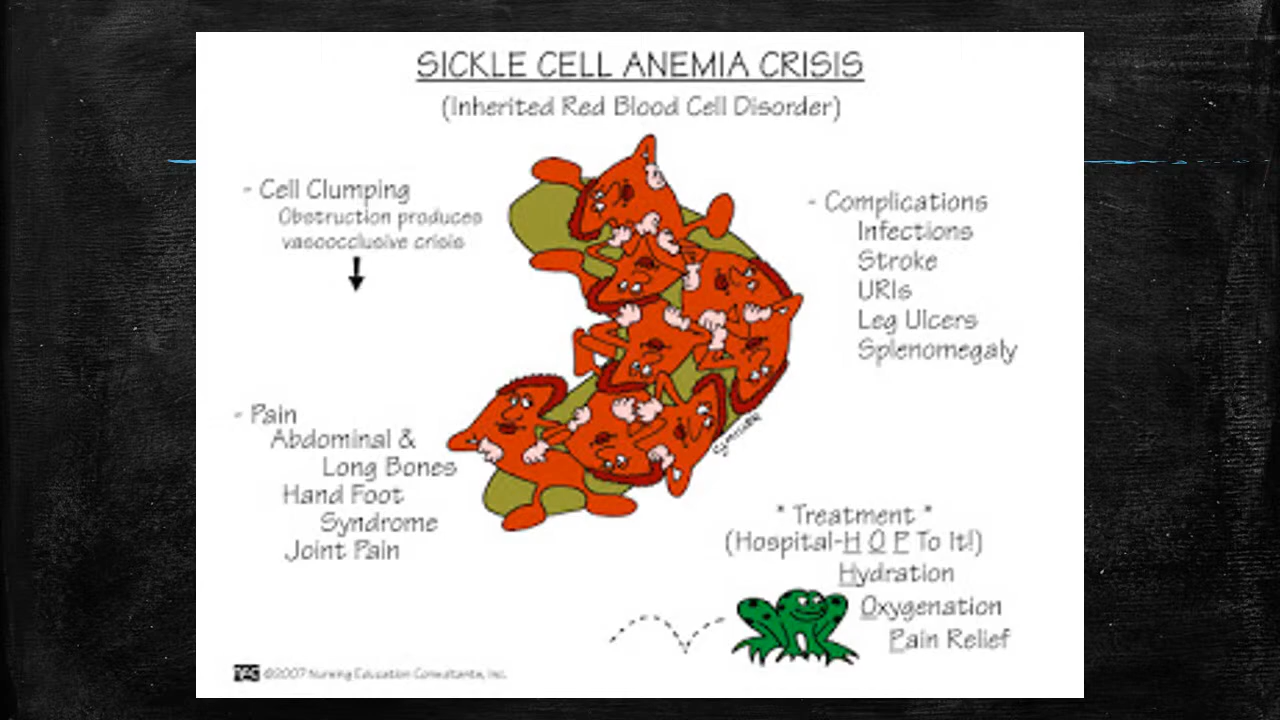 SICKLE CELL ANEMIA CRISIS
(Inherited Red Blood Cell Disorder)
- Cell Clumping
Obstruction produces
vasoocclusive crisis
- Pain
Abdominal &
Long Bones
Hand Foot
Syndrome
Joint Pain
- Complications
Infections
Stroke
URIs
Leg Ulcers
Splenomegaly
* Treatment *
(Hospital-H O P To It!)
Hydration
Oxygenation
Pain Relief
nec ©2007 Nursing Education Consultants, Inc.